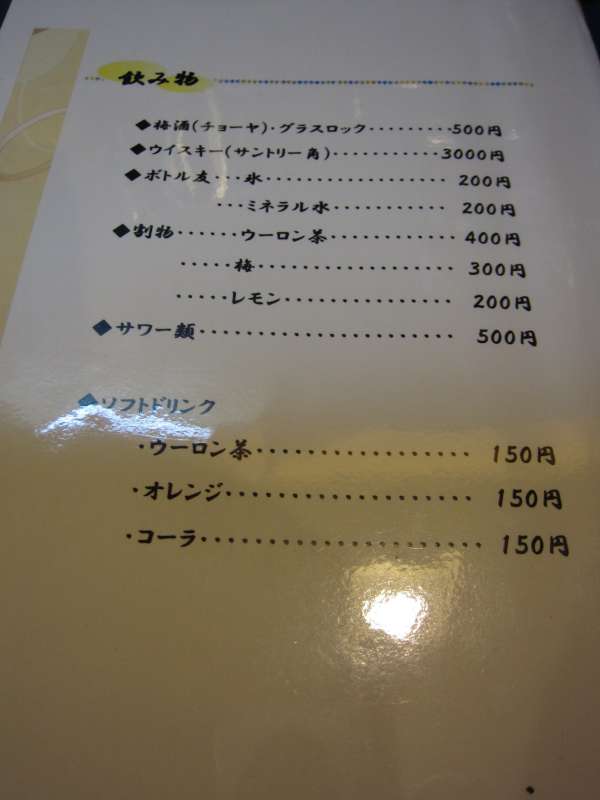 飲み物
◆梅酒(チョーヤ)・グラスロック・・・・・・・・・500円
◆ウイスキー(サントリー角)・・・・・・・・・・・3000円
◆ボトル友・・・氷・・・・・・・・・・・・・・・・・・200円
・・・ミネラル水・・・・・・・・・・・200円
◆割物・・・・・・ウーロン茶・・・・・・・・・・・・400円
・・・・・梅・・・・・・・・・・・・・・・・・・300円
・・・・・レモン・・・・・・・・・・・・・・・・200円
◆サワー類・・・・・・・・・・・・・・・・・・・・・・・500円
◆ソフトドリンク
・ウーロン茶・・・・・・・・・・・・・・・・・150円
・オレンジ・・・・・・・・・・・・・・・・・・・・150円
・コーラ・・・・・・・・・・・・・・・・・・・・・150円